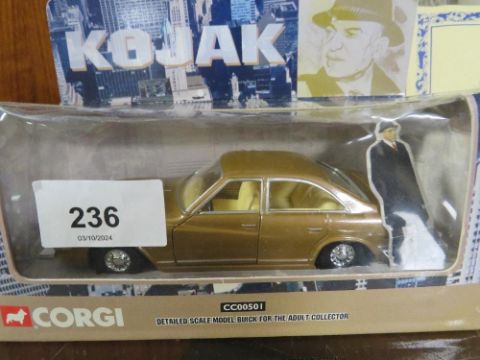 KOJAK
236
03/10/2024
CC00501
CORGI
DETAILED SCALE MODEL BUICK FOR THE ADULT COLLECTOR